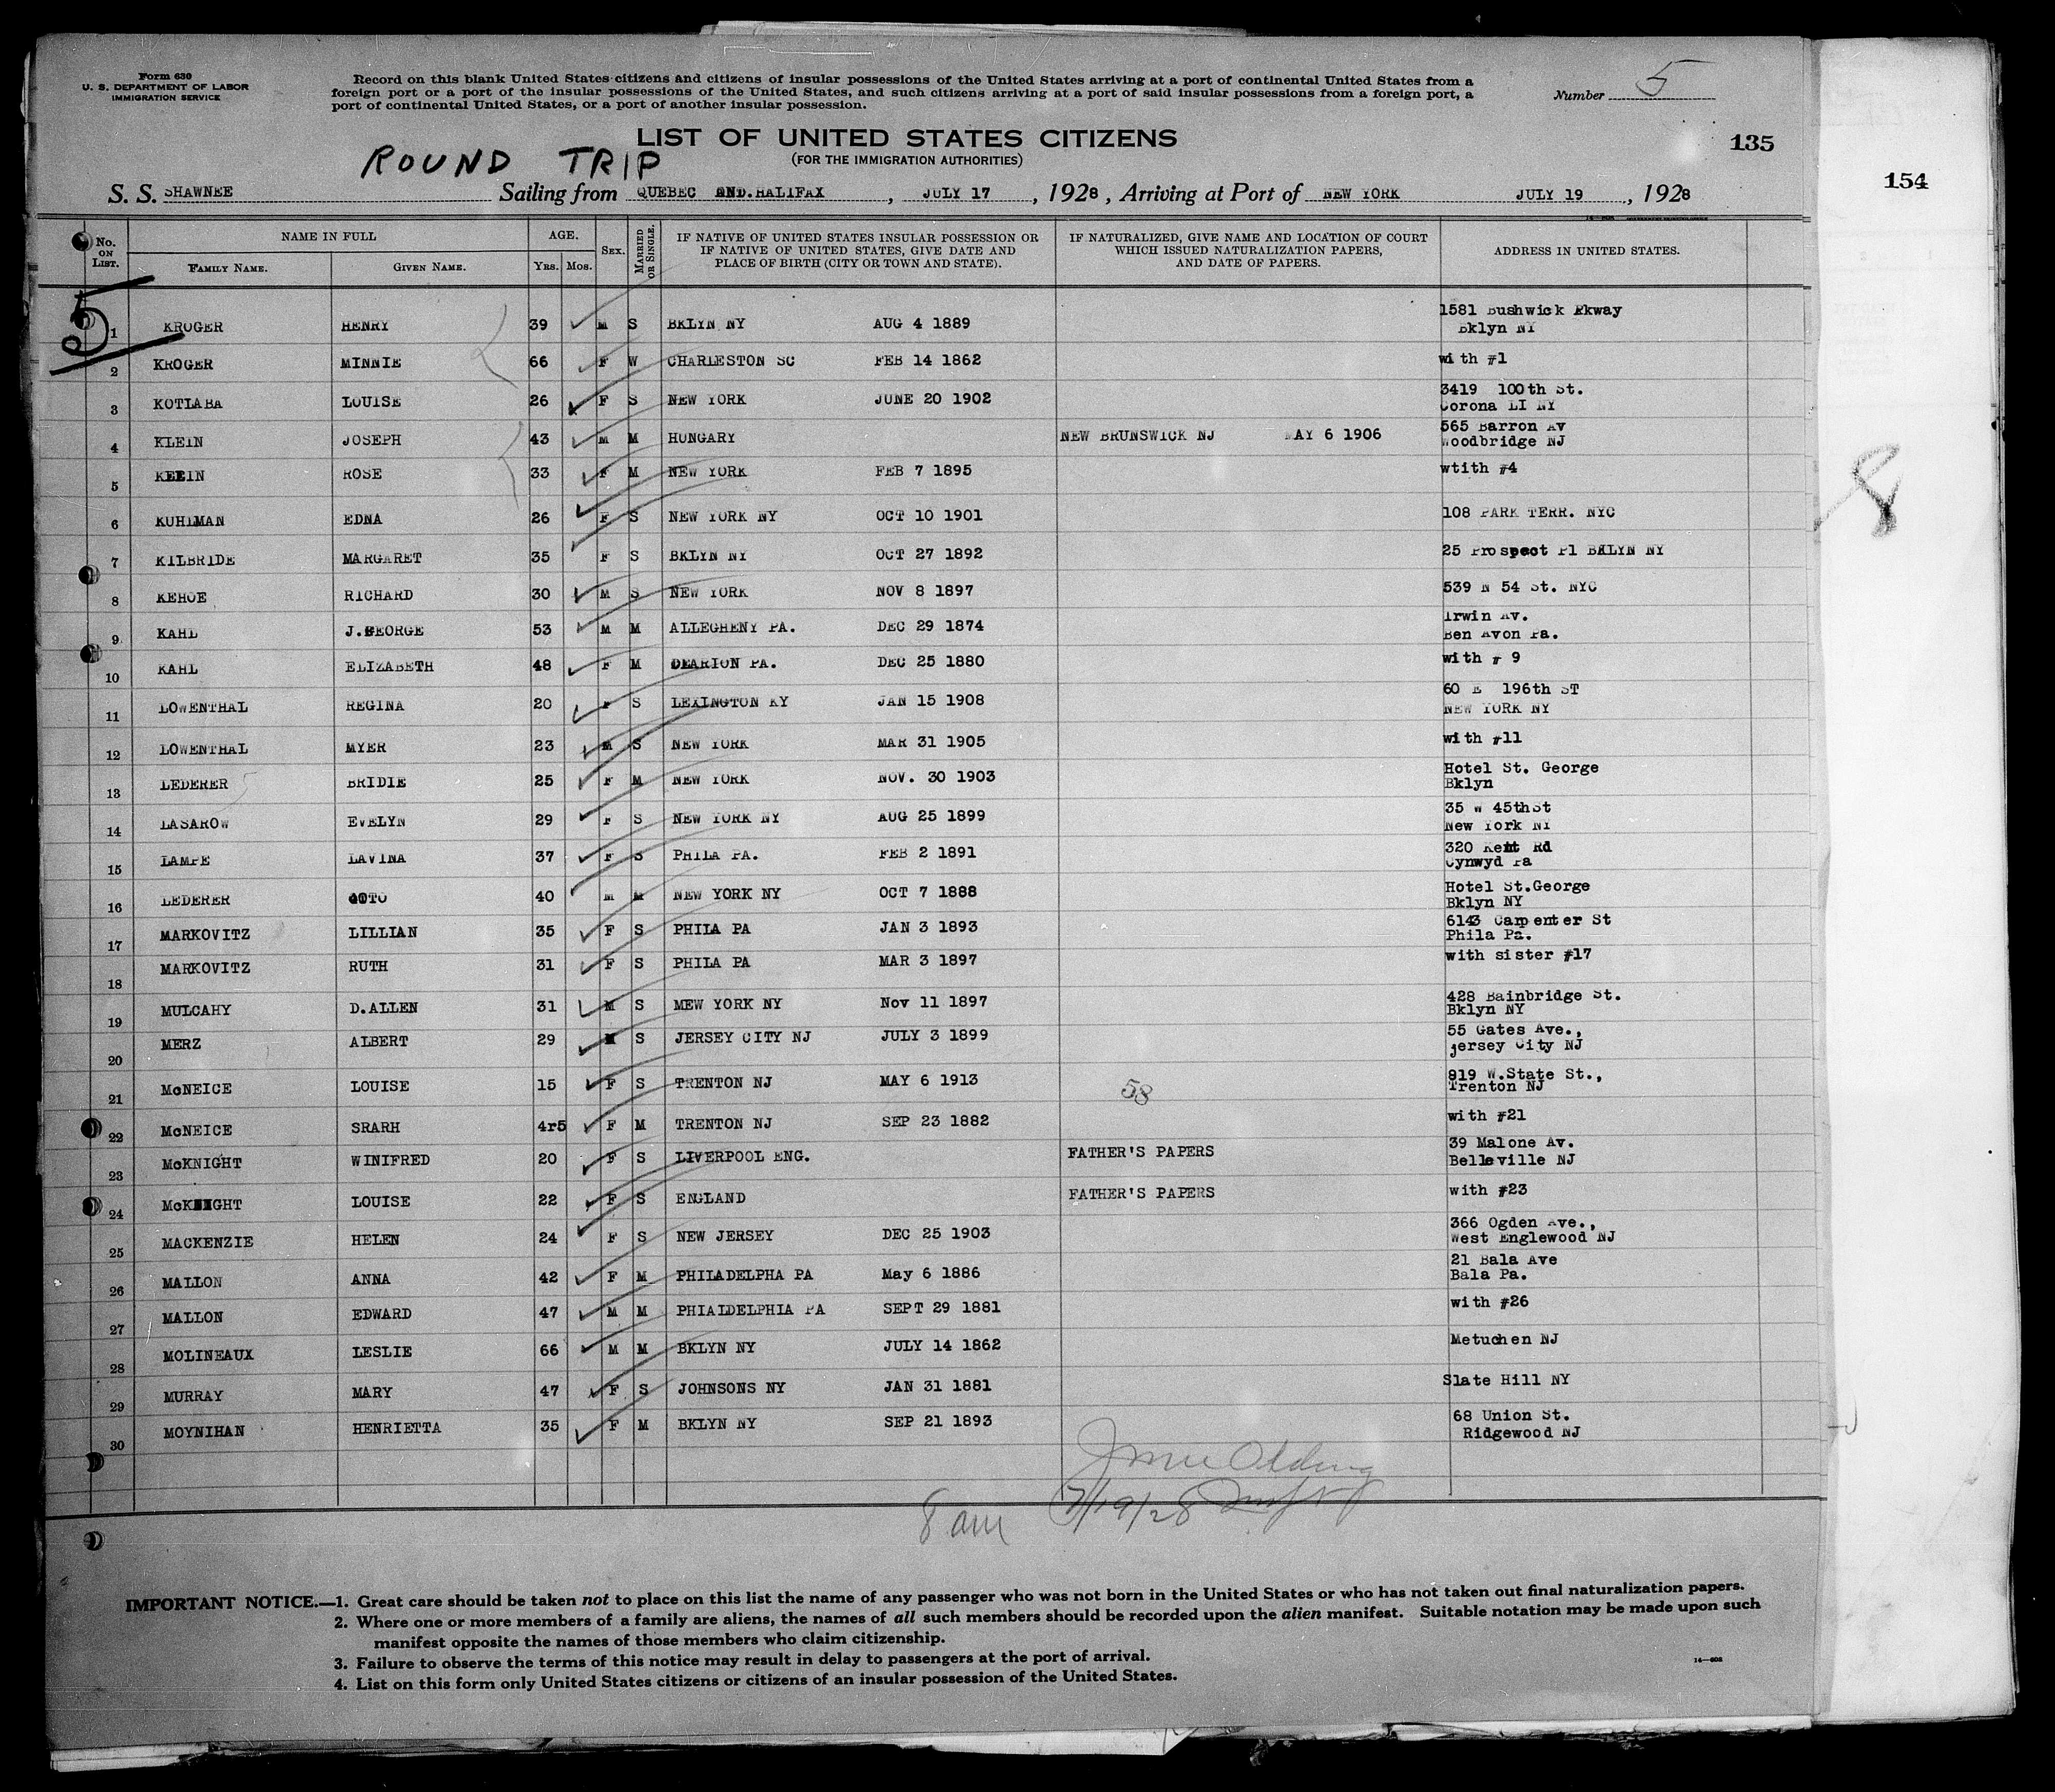 Form 630
U. S. DEPARTMENT OF LABOR
IMMIGRATION SERVICE
Record on this blank United States citizens and citizens of insular possessions of the United States arriving at a port of continental United States from a
foreign port or a port of the insular possessions of the United States, and such citizens arriving at a port of said insular possessions from a foreign port, a
port of continental United States, or a port of another insular possession.
Number 5
LIST OF UNITED STATES CITIZENS
(FOR THE IMMIGRATION AUTHORITIES)
ROUND TRIP
135
154
S. S. SHAWNEE Sailing from QUEBEC AND.HALIFAX, JULY 17, 1928, Arriving at Port of NEW YORK JULY 19, 1928
No. ON LIST. NAME IN FULL FAMILY NAME. GIVEN NAME. AGE. YRS. MOS. SEX. MARRIED OR SINGLE. IF NATIVE OF UNITED STATES INSULAR POSSESSION OR IF NATIVE OF UNITED STATES, GIVE DATE AND PLACE OF BIRTH (CITY OR TOWN AND STATE). IF NATURALIZED, GIVE NAME AND LOCATION OF COURT WHICH ISSUED NATURALIZATION PAPERS, AND DATE OF PAPERS. ADDRESS IN UNITED STATES.
5
1 KROGER HENRY 39 M S BKLYN NY AUG 4 1889 1581 Bushwick Pkway
Bklyn NY
2 KROGER MINNIE 66 F W CHARLESTON SC FEB 14 1862 with #1
3 KOTLABA LOUISE 26 F S NEW YORK JUNE 20 1902 3419 100th St.
Corona LI NY
4 KLEIN JOSEPH 43 M M HUNGARY NEW BRUNSWICK NJ MAY 6 1906 565 Barron Av
Woodbridge NJ
5 KLEIN ROSE 33 F M NEW YORK FEB 7 1895 wtith #4
6 KUHLMAN EDNA 26 F S NEW YORK NY OCT 10 1901 108 PARK TERR. NYC
7 KILBRIDE MARGARET 35 F S BKLYN NY OCT 27 1892 25 Prospect Pl BKLYN NY
8 KEHOE RICHARD 30 M S NEW YORK NOV 8 1897 539 N 54 St. NYC
9 KAHL J.GEORGE 53 M M ALLEGHENY PA. DEC 29 1874 Irwin Av.
Ben Avon Pa.
10 KAHL ELIZABETH 48 F M PA. DEC 25 1880 with # 9
11 LOWENTHAL REGINA 20 F S LEXINGTON KY JAN 15 1908 60 E 196th ST
NEW YORK NY
12 LOWENTHAL MYER 23 M S NEW YORK MAR 31 1905 with #11
13 LEDERER BRIDIE 25 F M NEW YORK NOV. 30 1903 Hotel St. George
Bklyn
14 LASAROW EVELYN 29 F S NEW YORK NY AUG 25 1899 35 W 45thSt
New York NY
15 LAMPE LAVINA 37 F S PHILA PA. FEB 2 1891 320 Kent Rd
Cynwyd Pa
16 LEDERER OTTO 40 M M NEW YORK NY OCT 7 1888 Hotel St.George
Bklyn NY
17 MARKOVITZ LILLIAN 35 F S PHILA PA JAN 3 1893 6143 Carpenter St
Phila Pa.
18 MARKOVITZ RUTH 31 F S PHILA PA MAR 3 1897 with sister #17
19 MULCAHY D.ALLEN 31 M S MEW YORK NY Nov 11 1897 428 Bainbridge St.
Bklyn NY
20 MERZ ALBERT 29 M S JERSEY CITY NJ JULY 3 1899 55 Gates Ave.,
jersey City NJ
21 McNEICE LOUISE 15 F S TRENTON NJ MAY 6 1913 58 819 W.State St.,
Trenton NJ
22 McNEICE SRARH 4r5 F M TRENTON NJ SEP 23 1882 with #21
23 McKNIGHT WINIFRED 20 F S LIVERPOOL ENG. FATHER'S PAPERS 39 Malone Av.
Belleville NJ
24 McKNIGHT LOUISE 22 F S ENGLAND FATHER'S PAPERS with #23
25 MACKENZIE HELEN 24 F S NEW JERSEY DEC 25 1903 366 Ogden Ave.,
West Englewood NJ
26 MALLON ANNA 42 F M PHILADELPHA PA May 6 1886 21 Bala Ave
Bala Pa.
27 MALLON EDWARD 47 M M PHIALDELPHIA PA SEPT 29 1881 with #26
28 MOLINEAUX LESLIE 66 M M BKLYN NY JULY 14 1862 Metuchen NJ
29 MURRAY MARY 47 F S JOHNSONS NY JAN 31 1881 Slate Hill NY
30 MOYNIHAN HENRIETTA 35 F M BKLYN NY SEP 21 1893 68 Union St.
Ridgewood NJ
8
8 am 7/19/28
IMPORTANT NOTICE.—1. Great care should be taken not to place on this list the name of any passenger who was not born in the United States or who has not taken out final naturalization papers.
2. Where one or more members of a family are aliens, the names of all such members should be recorded upon the alien manifest. Suitable notation may be made upon such
manifest opposite the names of those members who claim citizenship.
3. Failure to observe the terms of this notice may result in delay to passengers at the port of arrival.
4. List on this form only United States citizens or citizens of an insular possession of the United States.